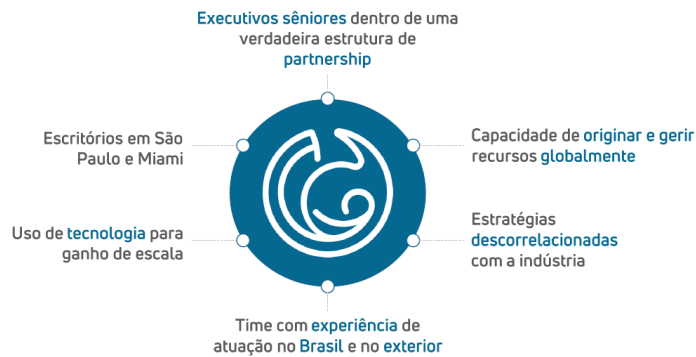 Executivos sêniores dentro de uma
verdadeira estrutura de
partnership
Escritórios em São
Paulo e Miami
Capacidade de originar e gerir
recursos globalmente
Uso de tecnologia para
ganho de escala
Estratégias
descorrelacionadas
com a indústria
Time com experiência de
atuação no Brasil e no exterior